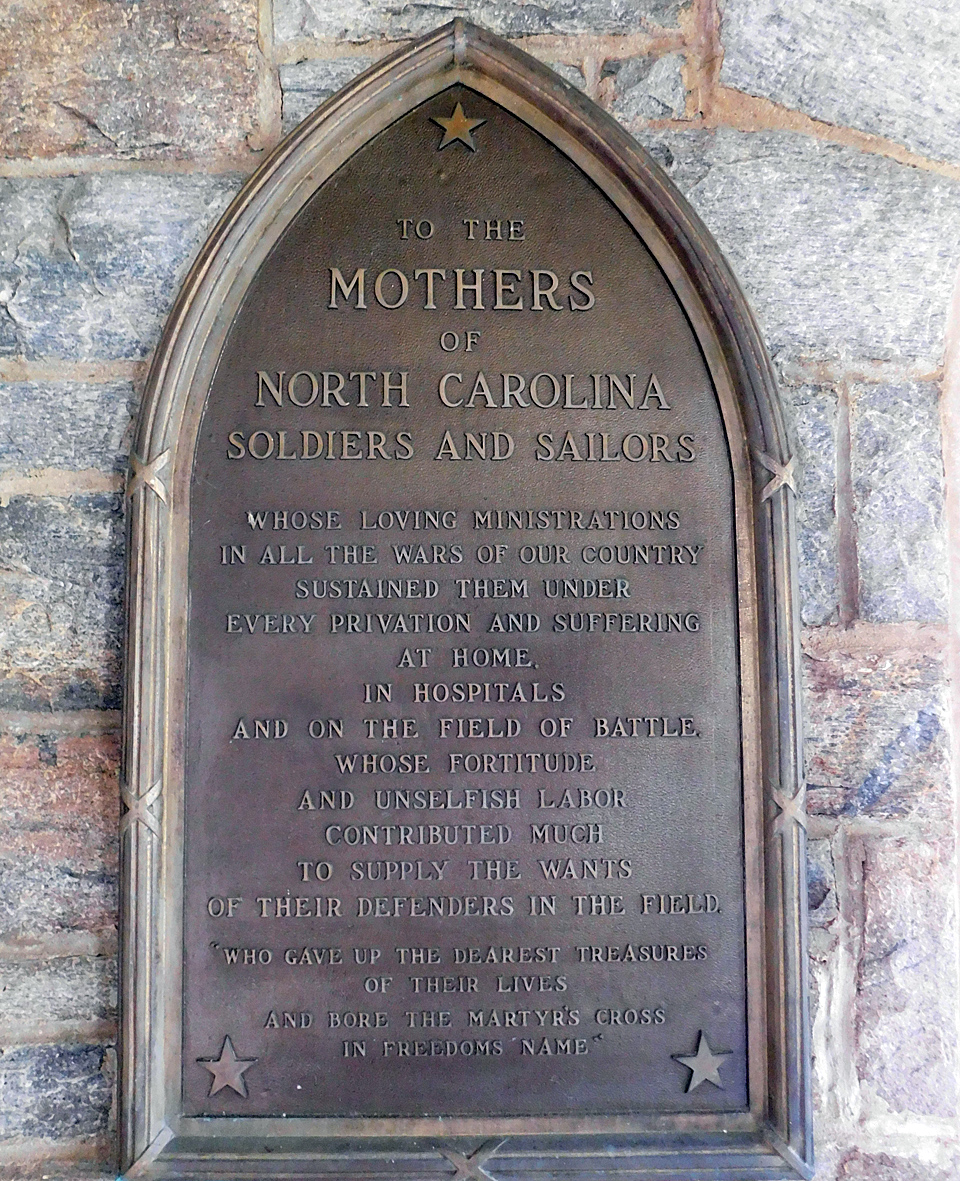 TO THE
MOTHERS
OF
NORTH CAROLINA
SOLDIERS AND SAILORS
WHOSE LOVING MINISTRATIONS
IN ALL THE WARS OF OUR COUNTRY
SUSTAINED THEM UNDER
EVERY PRIVATION AND SUFFERING
AT HOME,
IN HOSPITALS
AND ON THE FIELD OF BATTLE,
WHOSE FORTITUDE
AND UNSELFISH LABOR
CONTRIBUTED MUCH
TO SUPPLY THE WANTS
OF THEIR DEFENDERS IN THE FIELD.
"WHO GAVE UP THE DEAREST TREASURES
OF THEIR LIVES
AND BORE THE MARTYR'S CROSS
IN FREEDOMS NAME"